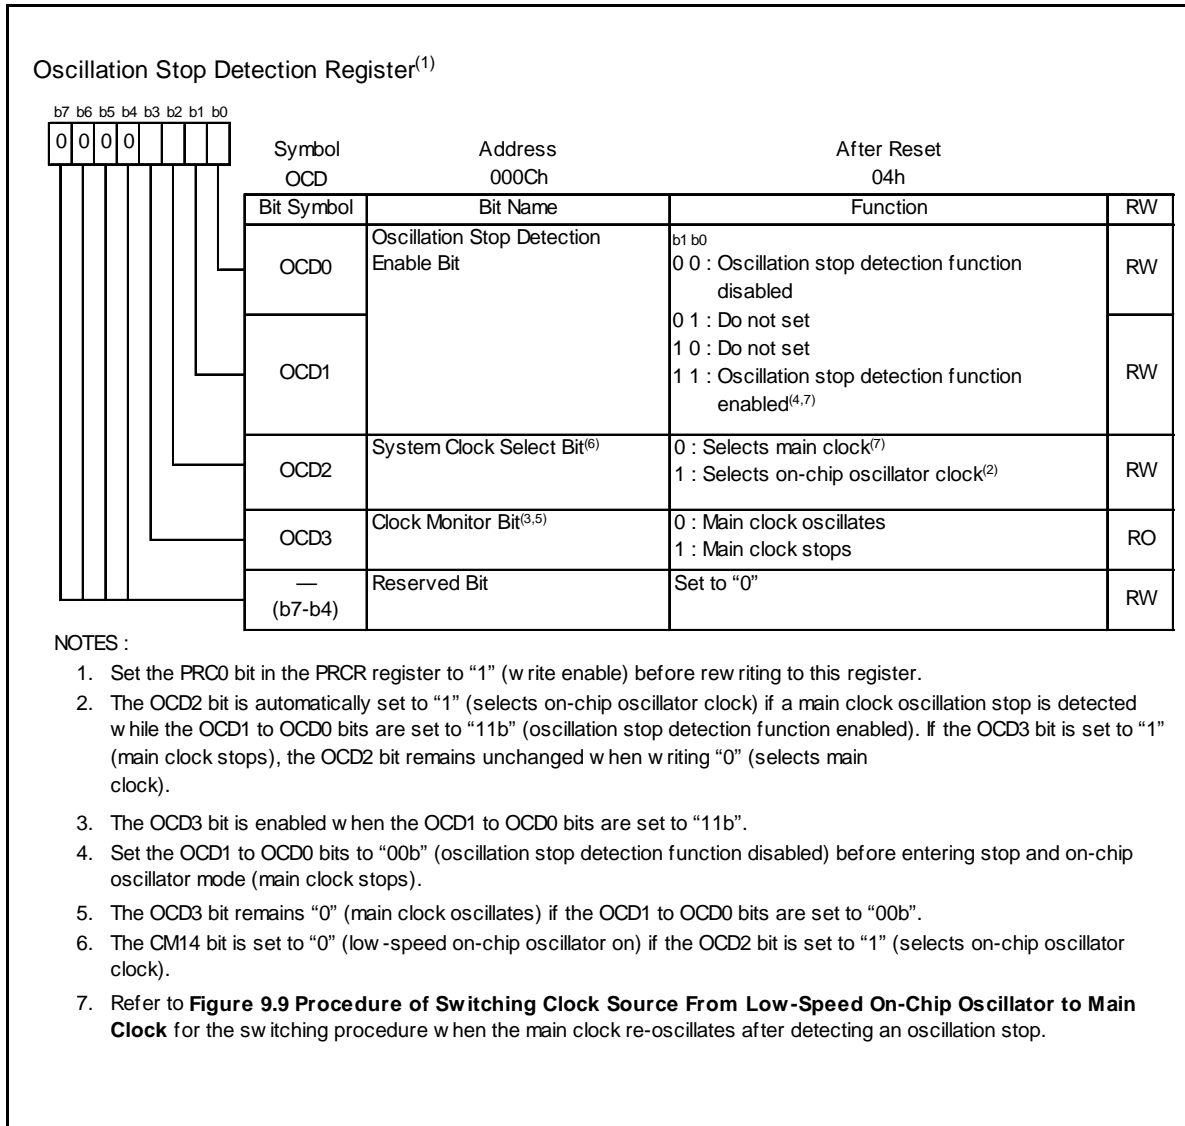 Oscillation Stop Detection Register(1)
b7 b6 b5 b4 b3 b2 b1 b0
0 0 0 0
Symbol Address After Reset
OCD 000Ch 04h
Bit Symbol Bit Name Function RW
OCD0 Oscillation Stop Detection Enable Bit b1 b0 RW
0 0 : Oscillation stop detection function
disabled
0 1 : Do not set
1 0 : Do not set
OCD1 1 1 : Oscillation stop detection function RW
enabled(4,7)
OCD2 System Clock Select Bit(6) 0 : Selects main clock(7) RW
1 : Selects on-chip oscillator clock(2)
OCD3 Clock Monitor Bit(3,5) 0 : Main clock oscillates RO
1 : Main clock stops
— Reserved Bit Set to “0” RW
(b7-b4)
NOTES :
1. Set the PRC0 bit in the PRCR register to “1” (write enable) before rewriting to this register.
2. The OCD2 bit is automatically set to “1” (selects on-chip oscillator clock) if a main clock oscillation stop is detected
while the OCD1 to OCD0 bits are set to “11b” (oscillation stop detection function enabled). If the OCD3 bit is set to “1”
(main clock stops), the OCD2 bit remains unchanged when writing “0” (selects main
clock).
3. The OCD3 bit is enabled when the OCD1 to OCD0 bits are set to “11b”.
4. Set the OCD1 to OCD0 bits to “00b” (oscillation stop detection function disabled) before entering stop and on-chip
oscillator mode (main clock stops).
5. The OCD3 bit remains “0” (main clock oscillates) if the OCD1 to OCD0 bits are set to “00b”.
6. The CM14 bit is set to “0” (low-speed on-chip oscillator on) if the OCD2 bit is set to “1” (selects on-chip oscillator
clock).
7. Refer to Figure 9.9 Procedure of Switching Clock Source From Low-Speed On-Chip Oscillator to Main
Clock for the switching procedure when the main clock re-oscillates after detecting an oscillation stop.